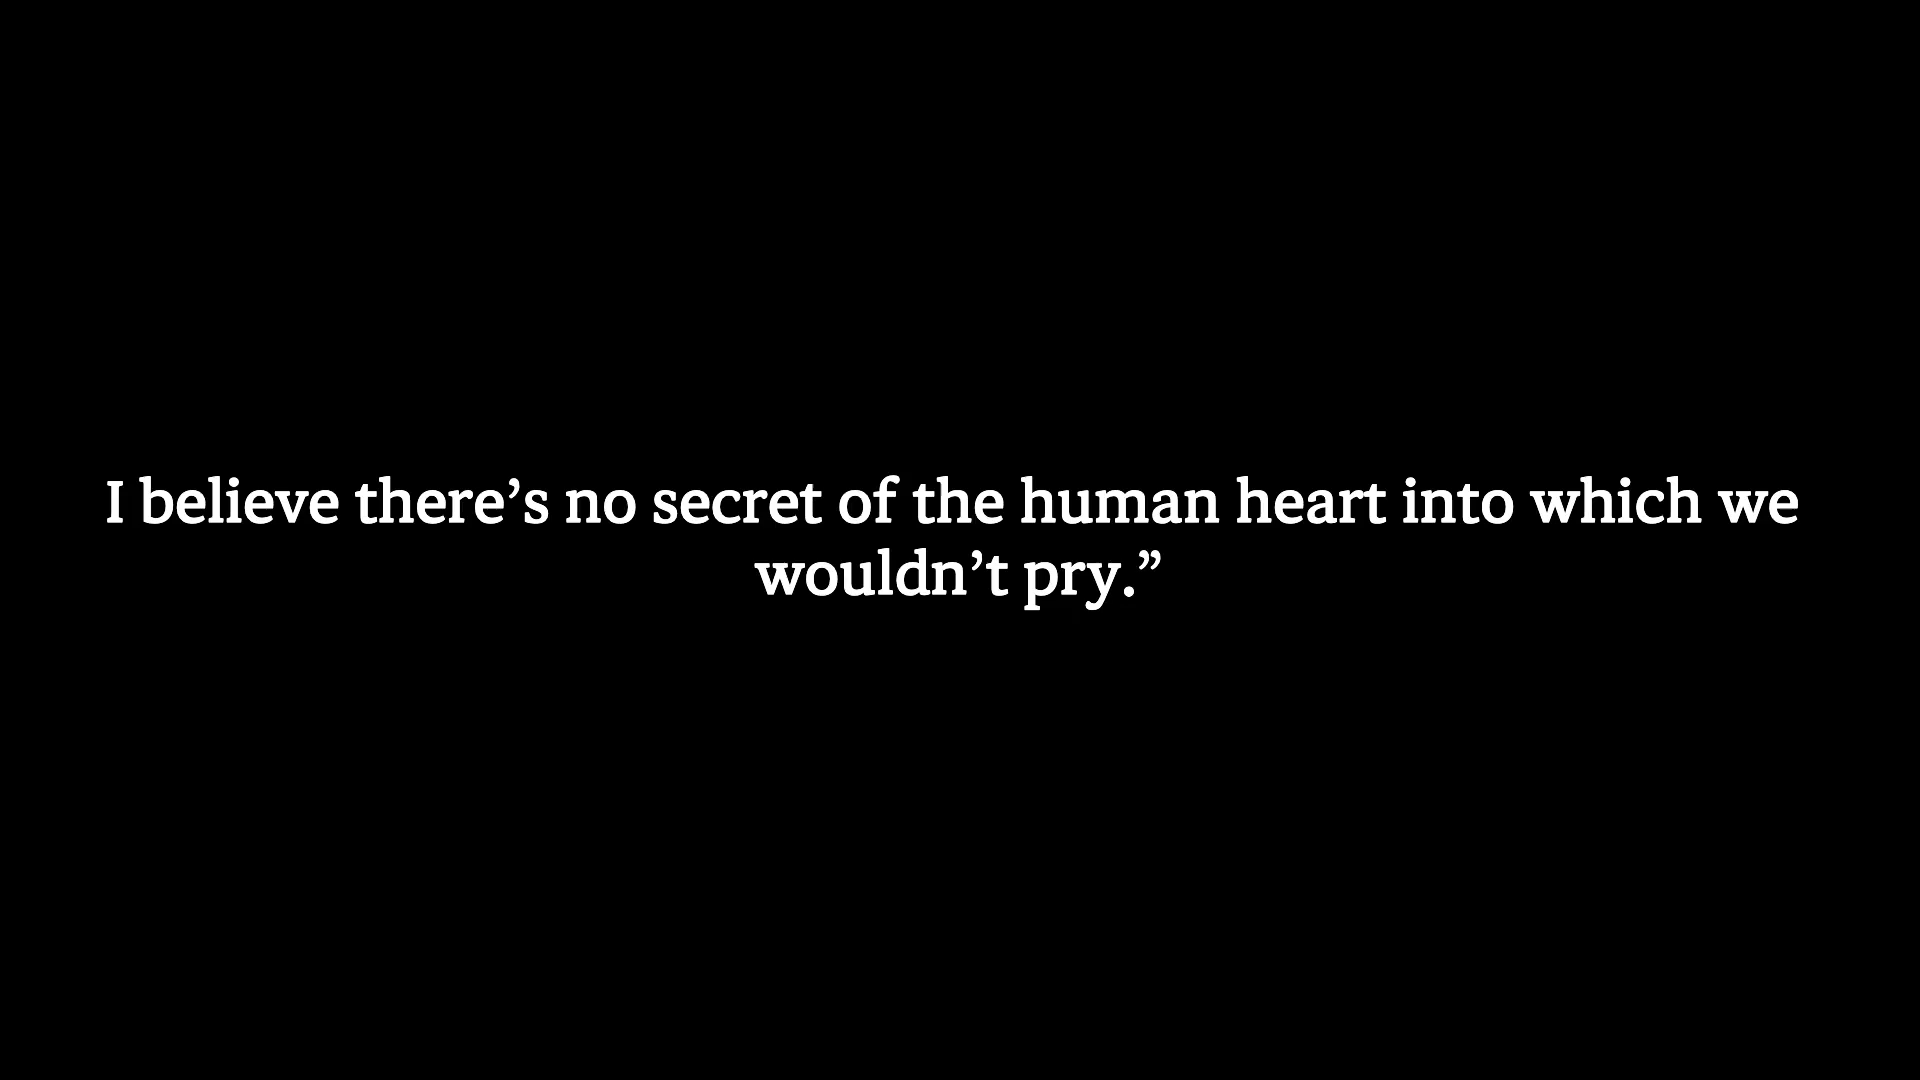 I believe there’s no secret of the human heart into which we
wouldn’t pry.”